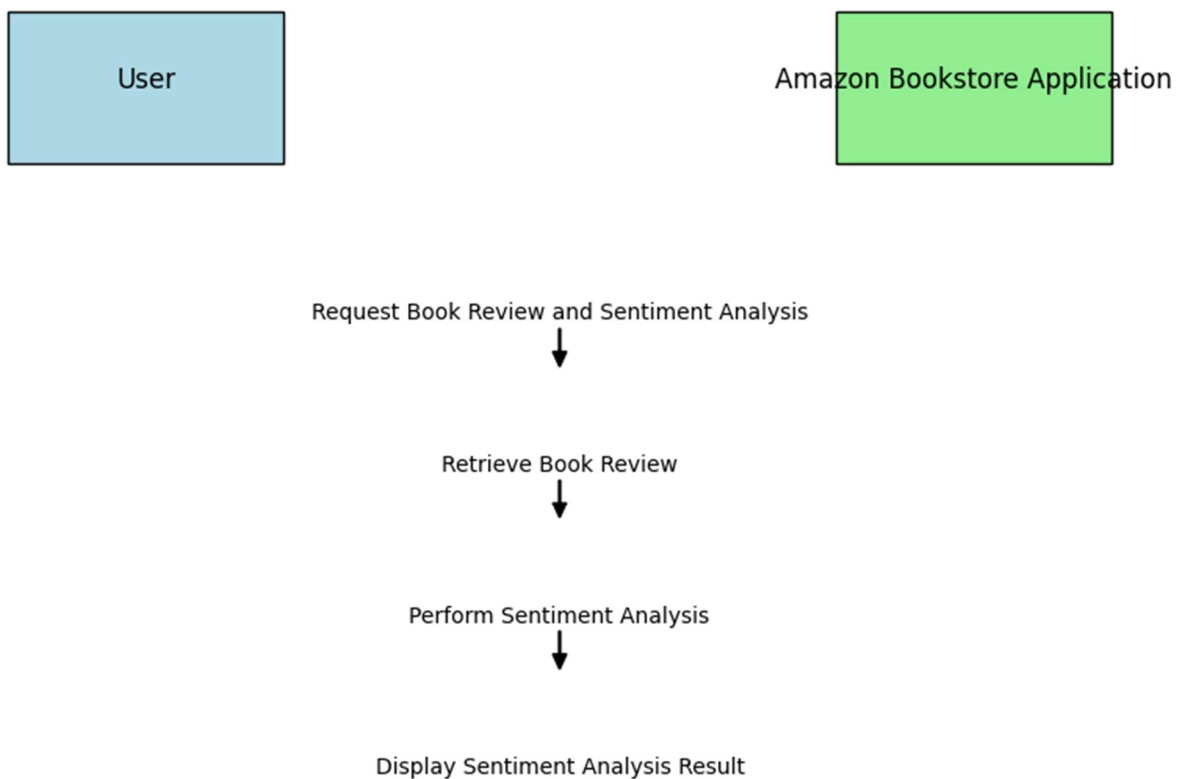 User
Amazon Bookstore Application
Request Book Review and Sentiment Analysis
Retrieve Book Review
Perform Sentiment Analysis
Display Sentiment Analysis Result